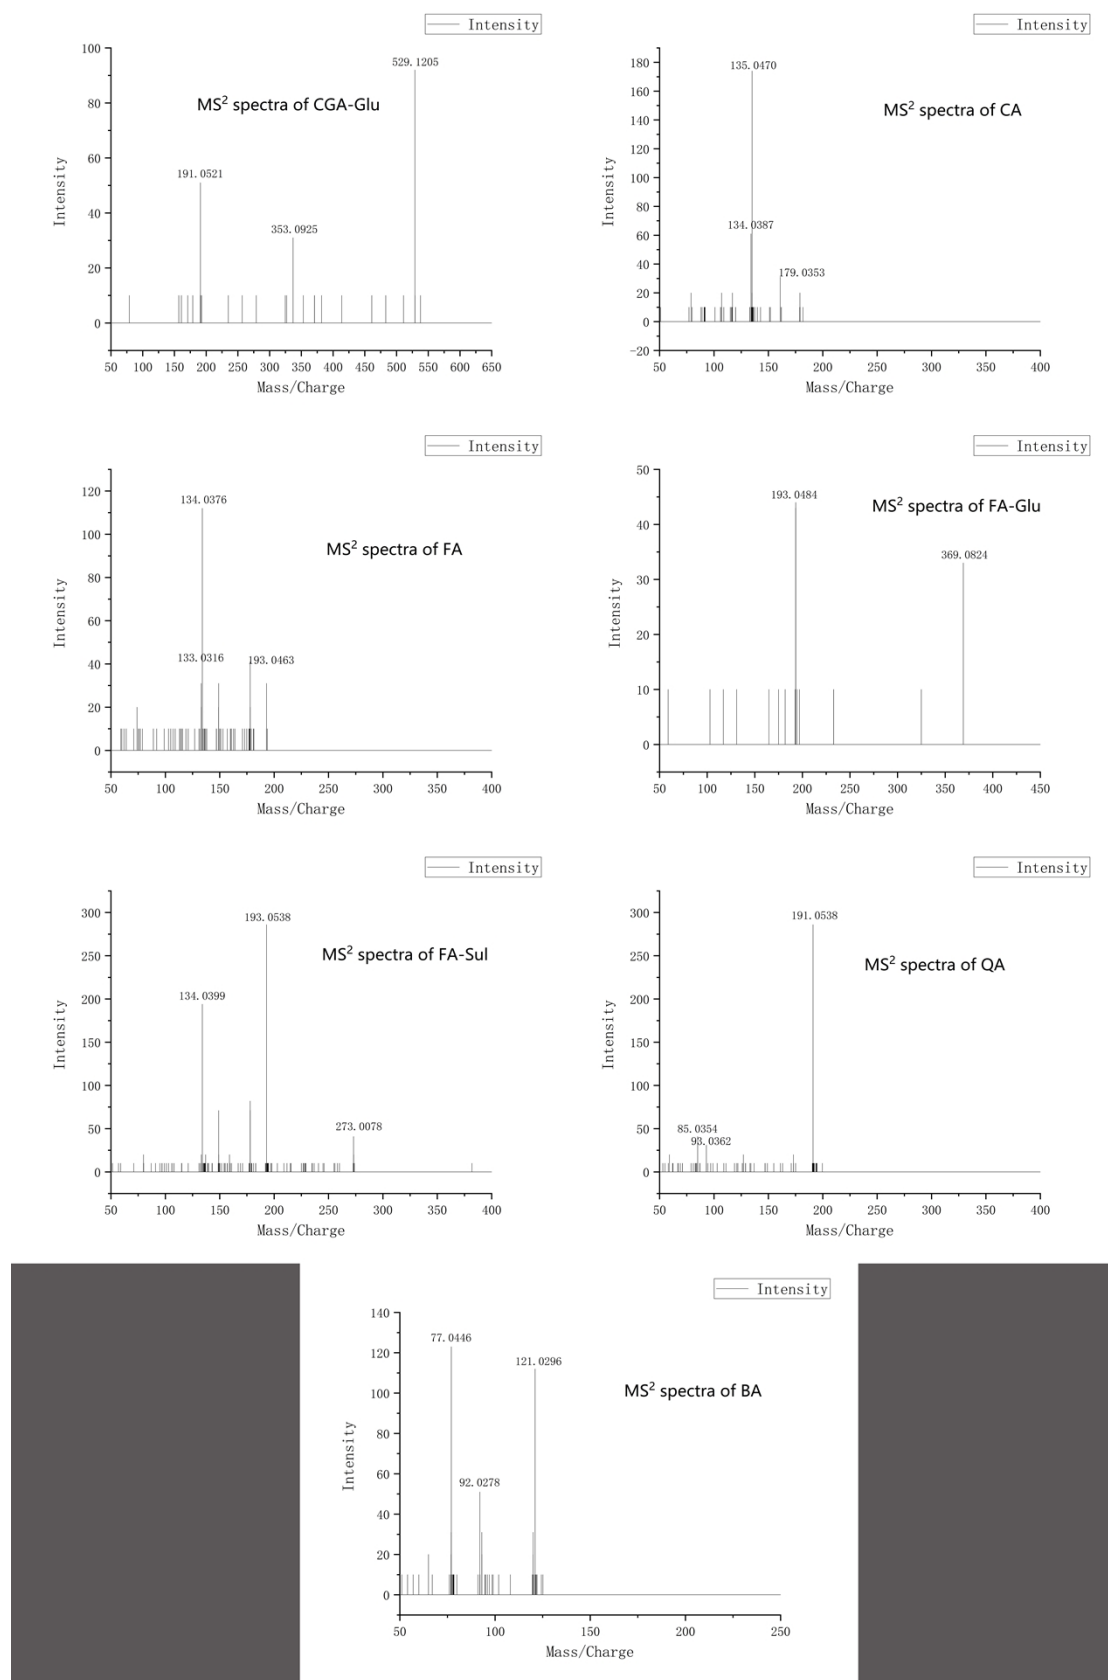 Intensity
MS² spectra of CGA-Glu
529.1205
191.0521
353.0925
100
80
60
40
20
0
Intensity
50 100 150 200 250 300 350 400 450 500 550 600 650
Mass/Charge
Intensity
MS² spectra of CA
135.0470
134.0387
179.0353
180
160
140
120
100
80
60
40
20
0
-20
Intensity
50 100 150 200 250 300 350 400
Mass/Charge
Intensity
MS² spectra of FA
134.0376
133.0316
193.0463
120
100
80
60
40
20
0
Intensity
50 100 150 200 250 300 350 400
Mass/Charge
Intensity
MS² spectra of FA-Glu
193.0484
369.0824
50
40
30
20
10
0
Intensity
50 100 150 200 250 300 350 400 450
Mass/Charge
Intensity
MS² spectra of FA-Sul
193.0538
134.0399
273.0078
300
250
200
150
100
50
0
Intensity
50 100 150 200 250 300 350 400
Mass/Charge
Intensity
MS² spectra of QA
191.0538
85.0354
93.0362
300
250
200
150
100
50
0
Intensity
50 100 150 200 250 300 350 400
Mass/Charge
Intensity
MS² spectra of BA
77.0446
121.0296
92.0278
140
120
100
80
60
40
20
0
Intensity
50 100 150 200 250
Mass/Charge